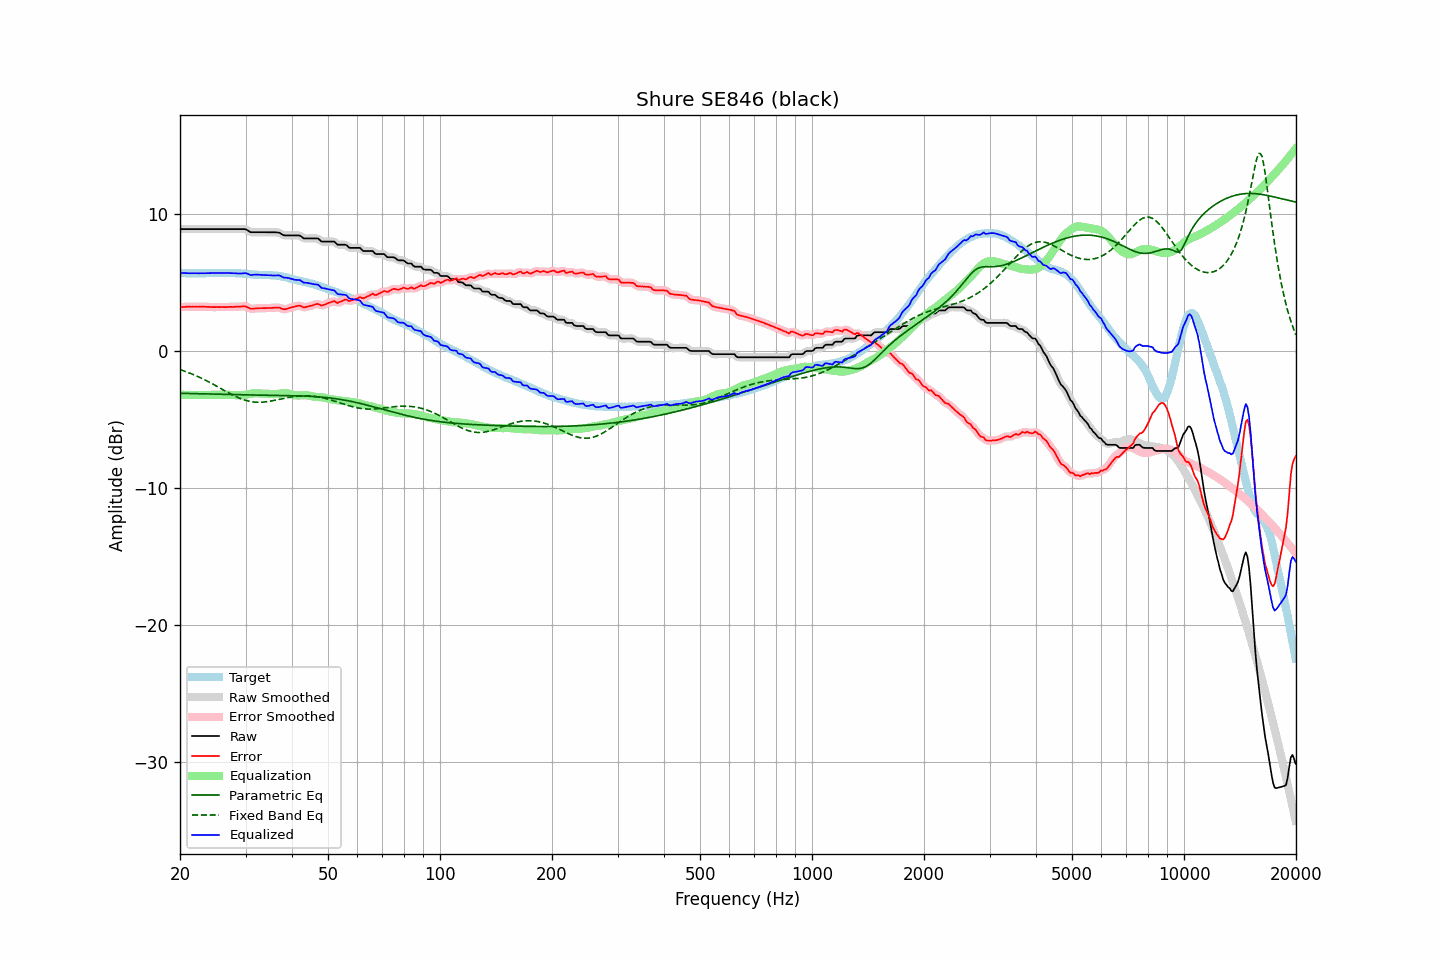 Shure SE846 (black)
Amplitude (dBr)
10
0
−10
−20
−30
Target
Raw Smoothed
Error Smoothed
Raw
Error
Equalization
Parametric Eq
Fixed Band Eq
Equalized
20 50 100 200 500 1000 2000 5000 10000 20000
Frequency (Hz)